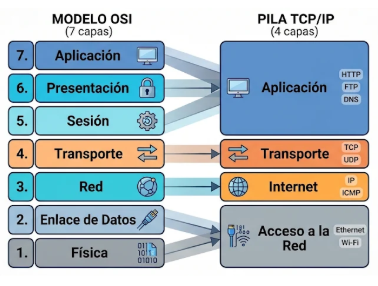 MODELO OSI
(7 capas)
PILA TCP/IP
(4 capas)
7. Aplicación
6. Presentación
5. Sesión
4. Transporte
3. Red
2. Enlace de Datos
1. Física
Aplicación
HTTP
FTP
DNS
Transporte
TCP
UDP
Internet
IP
ICMP
Acceso a la
Red
Ethernet
Wi-Fi